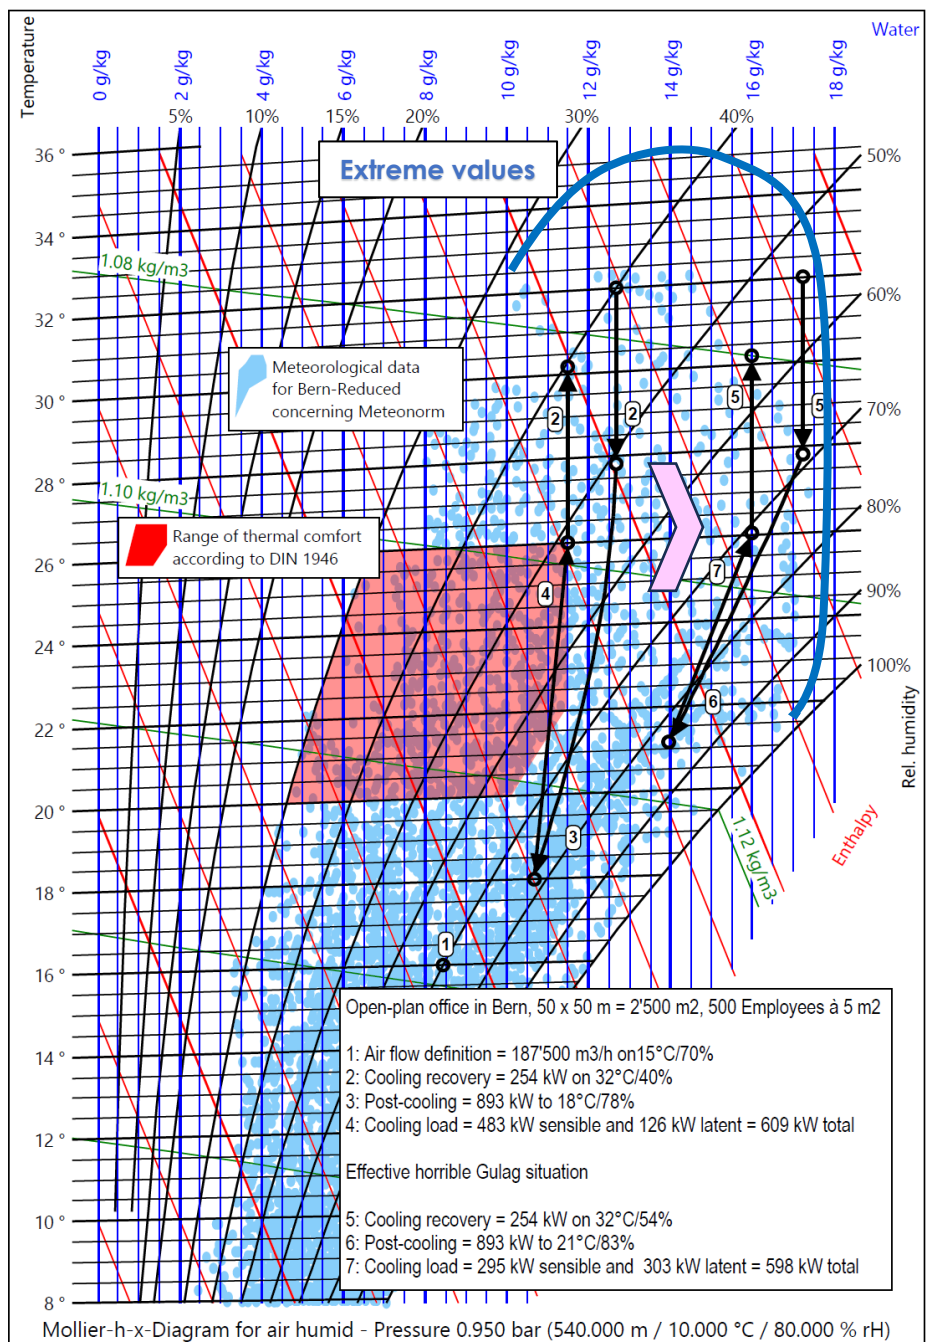 Temperature
Water
0 g/kg
2 g/kg
4 g/kg
6 g/kg
8 g/kg
10 g/kg
12 g/kg
14 g/kg
16 g/kg
18 g/kg
5%
10%
15%
20%
30%
40%
50%
60%
70%
80%
90%
100%
Rel. humidity
36 °
34 °
32 °
30 °
28 °
26 °
24 °
22 °
20 °
18 °
16 °
14 °
12 °
10 °
8 °
Extreme values
1.08 kg/m3
Meteorological data
for Bern-Reduced
concerning Meteonorm
1.10 kg/m3
Range of thermal comfort
according to DIN 1946
2
2
5
5
4
7
6
3
1
1.12 kg/m3
Enthalpy
Open-plan office in Bern, 50 x 50 m = 2'500 m2, 500 Employees à 5 m2
1: Air flow definition = 187'500 m3/h on15°C/70%
2: Cooling recovery = 254 kW on 32°C/40%
3: Post-cooling = 893 kW to 18°C/78%
4: Cooling load = 483 kW sensible and 126 kW latent = 609 kW total
Effective horrible Gulag situation
5: Cooling recovery = 254 kW on 32°C/54%
6: Post-cooling = 893 kW to 21°C/83%
7: Cooling load = 295 kW sensible and  303 kW latent = 598 kW total
Mollier-h-x-Diagram for air humid - Pressure 0.950 bar (540.000 m / 10.000 °C / 80.000 % rH)